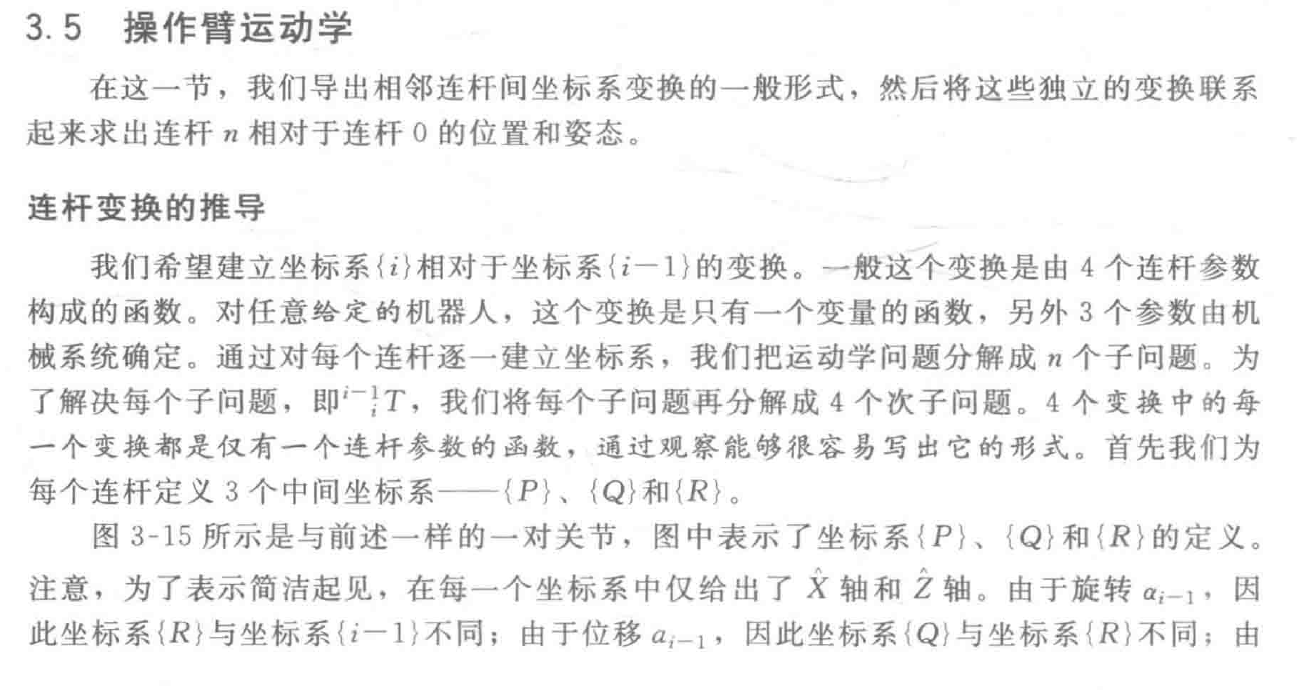 3.5 操作臂运动学
在这一节，我们导出相邻连杆间坐标系变换的一般形式，然后将这些独立的变换联系
起来求出连杆 n 相对于连杆 0 的位置和姿态。
连杆变换的推导
我们希望建立坐标系{i}相对于坐标系{i−1}的变换。一般这个变换是由 4 个连杆参数
构成的函数。对任意给定的机器人，这个变换是只有一个变量的函数，另外 3 个参数由机
械系统确定。通过对每个连杆逐一建立坐标系，我们把运动学问题分解成 n 个子问题。为
了解决每个子问题，即 ⁱ⁻¹ᵢT，我们将每个子问题再分解成 4 个次子问题。4 个变换中的每
一个变换都是仅有一个连杆参数的函数，通过观察能够很容易写出它的形式。首先我们为
每个连杆定义 3 个中间坐标系——{P}、{Q}和{R}。
图 3-15 所示是与前述一样的一对关节，图中表示了坐标系{P}、{Q}和{R}的定义。
注意，为了表示简洁起见，在每一个坐标系中仅给出了 X̂ 轴和 Ẑ 轴。由于旋转 αᵢ₋₁，因
此坐标系{R}与坐标系{i−1}不同；由于位移 aᵢ₋₁，因此坐标系{Q}与坐标系{R}不同；由